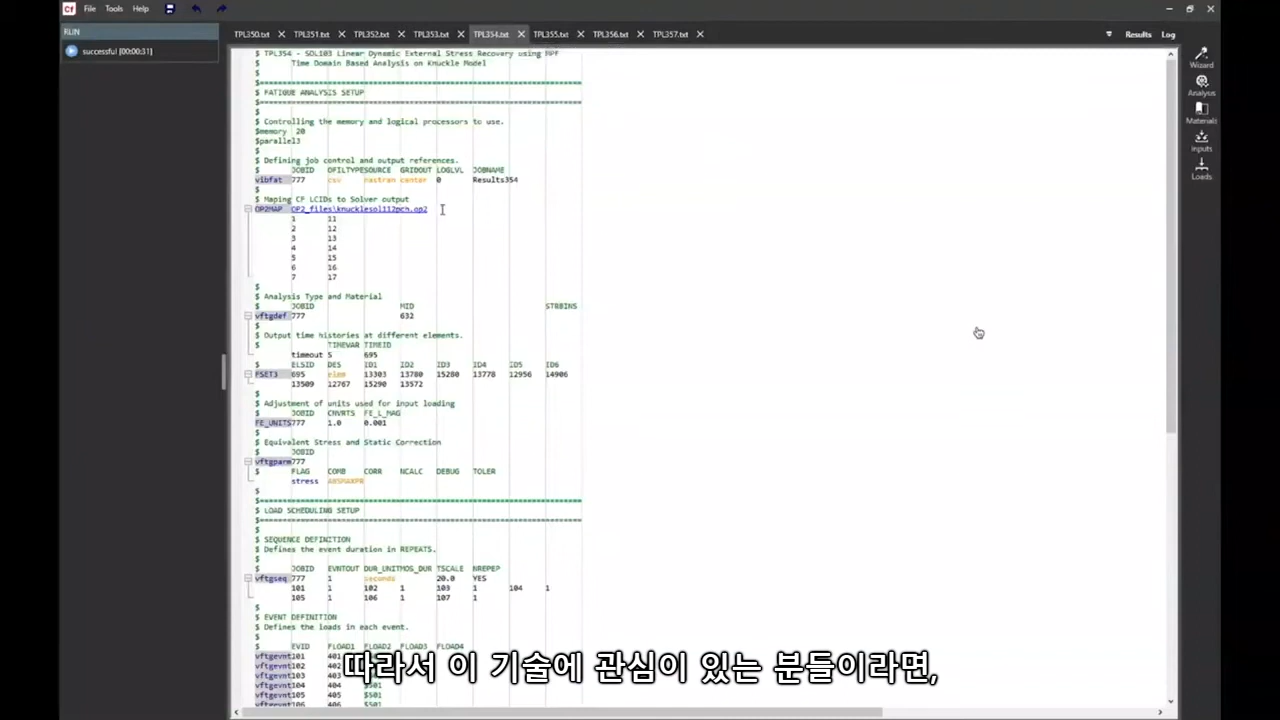 Cf File Tools Help
RUN
successful [00:00:31]
TPL350.txt TPL351.txt TPL352.txt TPL353.txt TPL354.txt TPL355.txt TPL356.txt TPL357.txt Results Log
Wizard
Analysis
Materials
Inputs
Loads
$ TPL354 - SOL103 Linear Dynamic External Stress Recovery using MPF
$ Time Domain Based Analysis on Knuckle Model
$
$
$ FATIGUE ANALYSIS SETUP
$
$
$ Controlling the memory and logical processors to use.
$memory 20
$parallel3
$
$ Defining job control and output references.
$ JOBID OFILTYPESOURCE GRIDOUT LOGLVL JOBNAME
vibfat 777 csv nastran center 0 Results354
$
$ Maping CF LCIDs to Solver output
OP2MAP OP2_files\knucklesol112pch.op2
1 11
2 12
3 13
4 14
5 15
6 16
7 17
$
$ Analysis Type and Material
$ JOBID MID STRBINS
vftgdef 777 632
$
$ Output time histories at different elements.
$ TIMEVAR TIMEID
timeout 5 695
$ ELSID DES ID1 ID2 ID3 ID4 ID5 ID6
FSET3 695 elem 13303 13780 15280 13778 12956 14906
13509 12767 15290 13572
$
$ Adjustment of units used for input loading
$ JOBID CNVRTS FE_L_MAG
FE_UNITS777 1.0 0.001
$
$ Equivalent Stress and Static Correction
$ JOBID
vftgparm777
$ FLAG COMB CORR NCALC DEBUG TOLER
stress ABSMAXPR
$
$
$ LOAD SCHEDULING SETUP
$
$
$ SEQUENCE DEFINITION
$ Defines the event duration in REPEATS.
$
$ JOBID EVNTOUT DUR_UNITMOS_DUR TSCALE NREPEP
vftgseq 777 1 seconds 20.0 YES
101 1 102 1 103 1 104 1
105 1 106 1 107 1
$
$ EVENT DEFINITION
$ Defines the loads in each event.
$
$ EVID FLOAD1 FLOAD2 FLOAD3 FLOAD4
vftgevnt101 401
vftgevnt102
vftgevnt103
vftgevnt104 404 $501
vftgevnt105 405 $501
vftgevnt106 406 $501
따라서 이 기술에 관심이 있는 분들이라면,